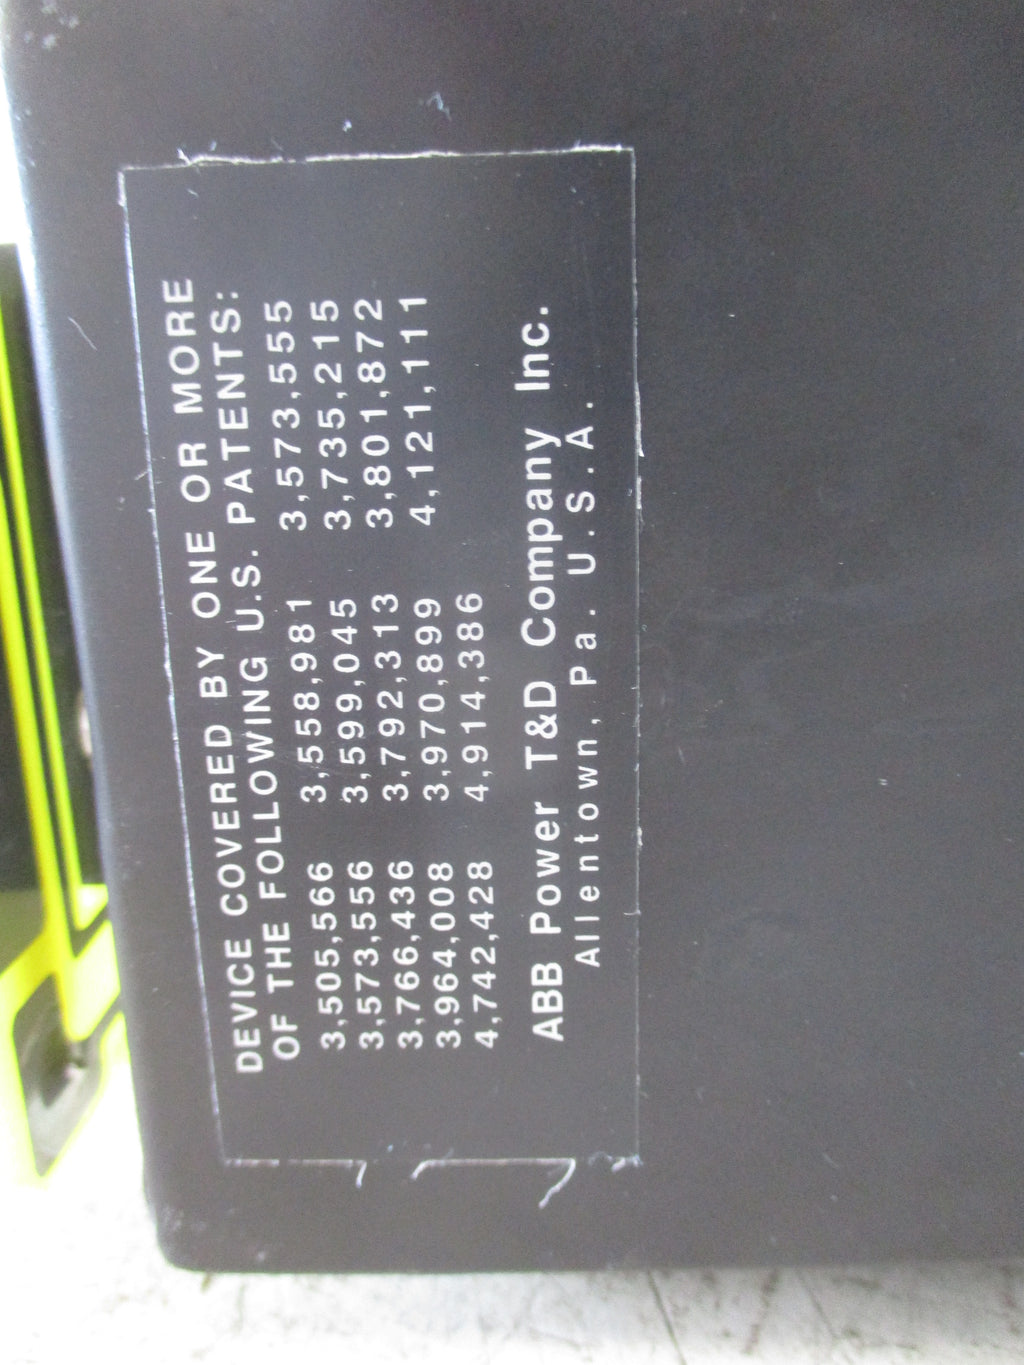 DEVICE COVERED BY ONE OR MORE
OF THE FOLLOWING U.S. PATENTS:
3,505,566 3,558,981 3,573,555
3,573,556 3,599,045 3,735,215
3,766,436 3,792,313 3,801,872
3,964,008 3,970,899 4,121,111
4,742,428 4,914,386
ABB Power T&D Company Inc.
Allentown, Pa. U.S.A.